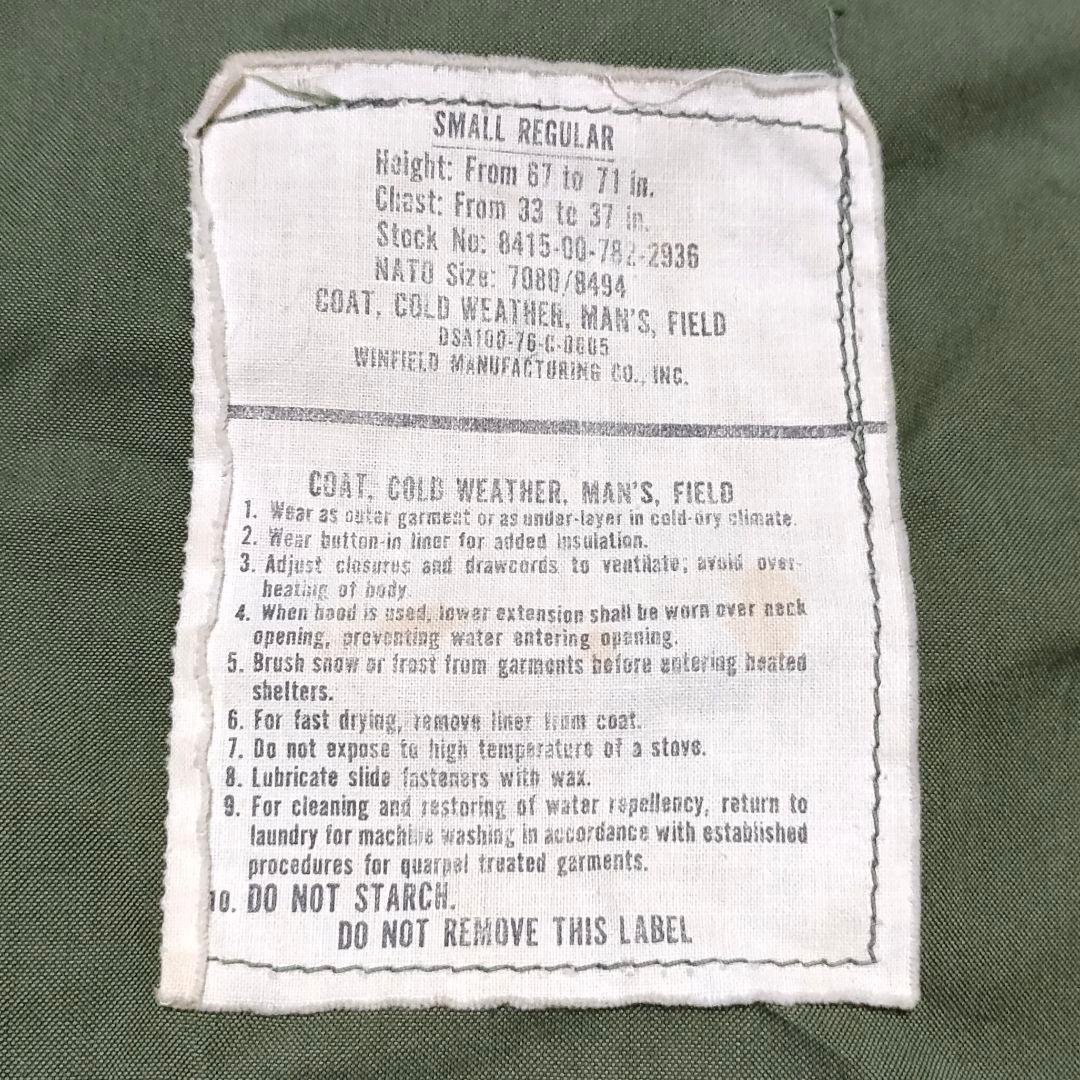 SMALL REGULAR
Height: From 67 to 71 in.
Chest: From 33 to 37 in.
Stock No: 8415-00-782-2936
NATO Size: 7080/8494
COAT, COLD WEATHER, MAN'S, FIELD
DSA100-76-C-0605
WINFIELD MANUFACTURING CO., INC.
COAT, COLD WEATHER, MAN'S, FIELD
1. Wear as outer garment or as under-layer in cold-dry climate.
2. Wear button-in liner for added insulation.
3. Adjust closures and drawcords to ventilate; avoid over-
heating of body.
4. When hood is used, lower extension shall be worn over neck
opening, preventing water entering opening.
5. Brush snow or frost from garments before entering heated
shelters.
6. For fast drying, remove liner from coat.
7. Do not expose to high temperature of a stove.
8. Lubricate slide fasteners with wax.
9. For cleaning and restoring of water repellency, return to
laundry for machine washing in accordance with established
procedures for quarpel treated garments.
10. DO NOT STARCH.
DO NOT REMOVE THIS LABEL